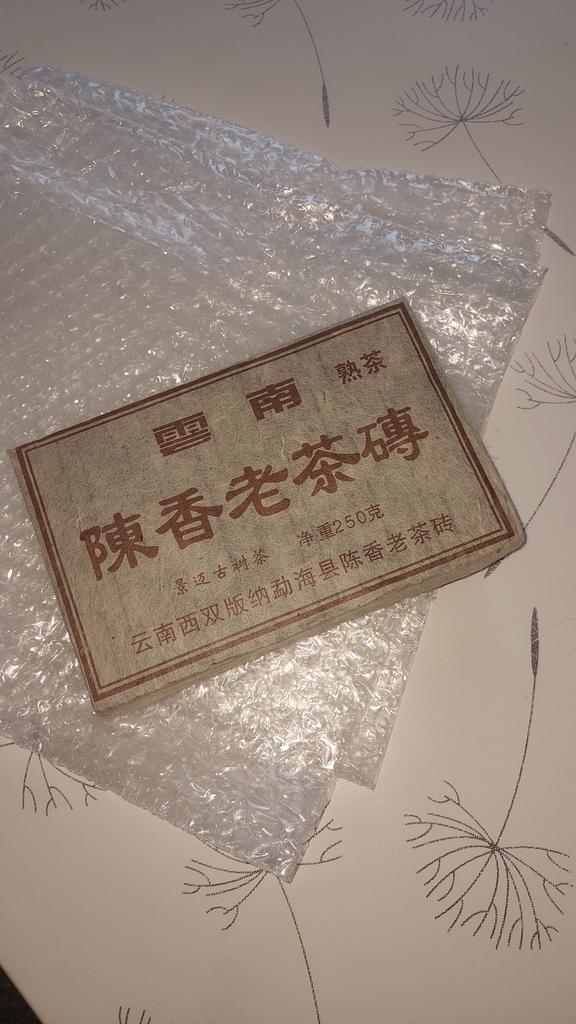 雲南 熟茶
陳香老茶磚
景迈古树茶 净重250克
云南西双版纳勐海县陈香老茶砖